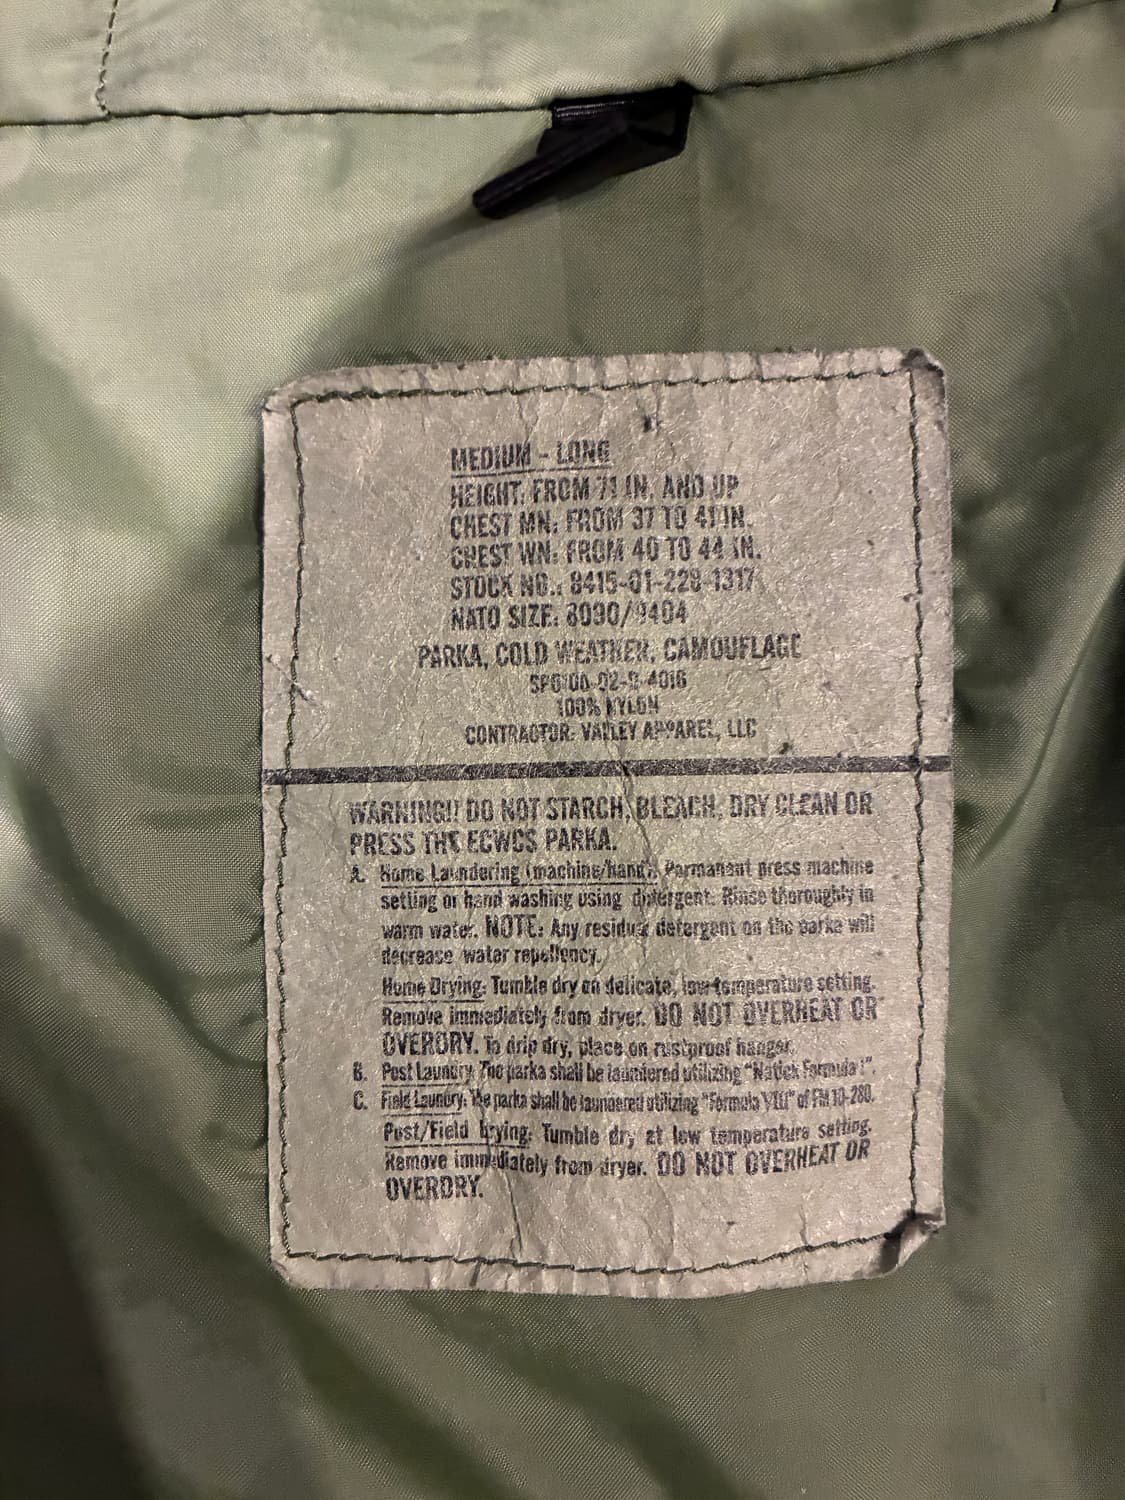 MEDIUM - LONG
HEIGHT: FROM 71 IN. AND UP
CHEST MN: FROM 37 TO 41 IN.
CHEST WN: FROM 40 TO 44 IN.
STOCK NO.: 8415-01-228-1317
NATO SIZE: 8090/9404
PARKA, COLD WEATHER, CAMOUFLAGE
SPO100-02-D-4016
100% NYLON
CONTRACTOR: VALLEY APPAREL, LLC
WARNING!! DO NOT STARCH, BLEACH, DRY CLEAN OR
PRESS THE ECWCS PARKA.
A. Home Laundering (machine/hand): Permanent press machine
setting or hand washing using detergent. Rinse thoroughly in
warm water. NOTE: Any residue detergent on the parka will
decrease water repellency.
Home Drying: Tumble dry on delicate, low temperature setting.
Remove immediately from dryer. DO NOT OVERHEAT OR
OVERDRY. To drip dry, place on rustproof hanger.
B. Post Laundry: The parka shall be laundered utilizing "Natick Formula I".
C. Field Laundry: The parka shall be laundered utilizing "Formula VIII" of FM 10-280.
Post/Field Drying: Tumble dry at low temperature setting.
Remove immediately from dryer. DO NOT OVERHEAT OR
OVERDRY.